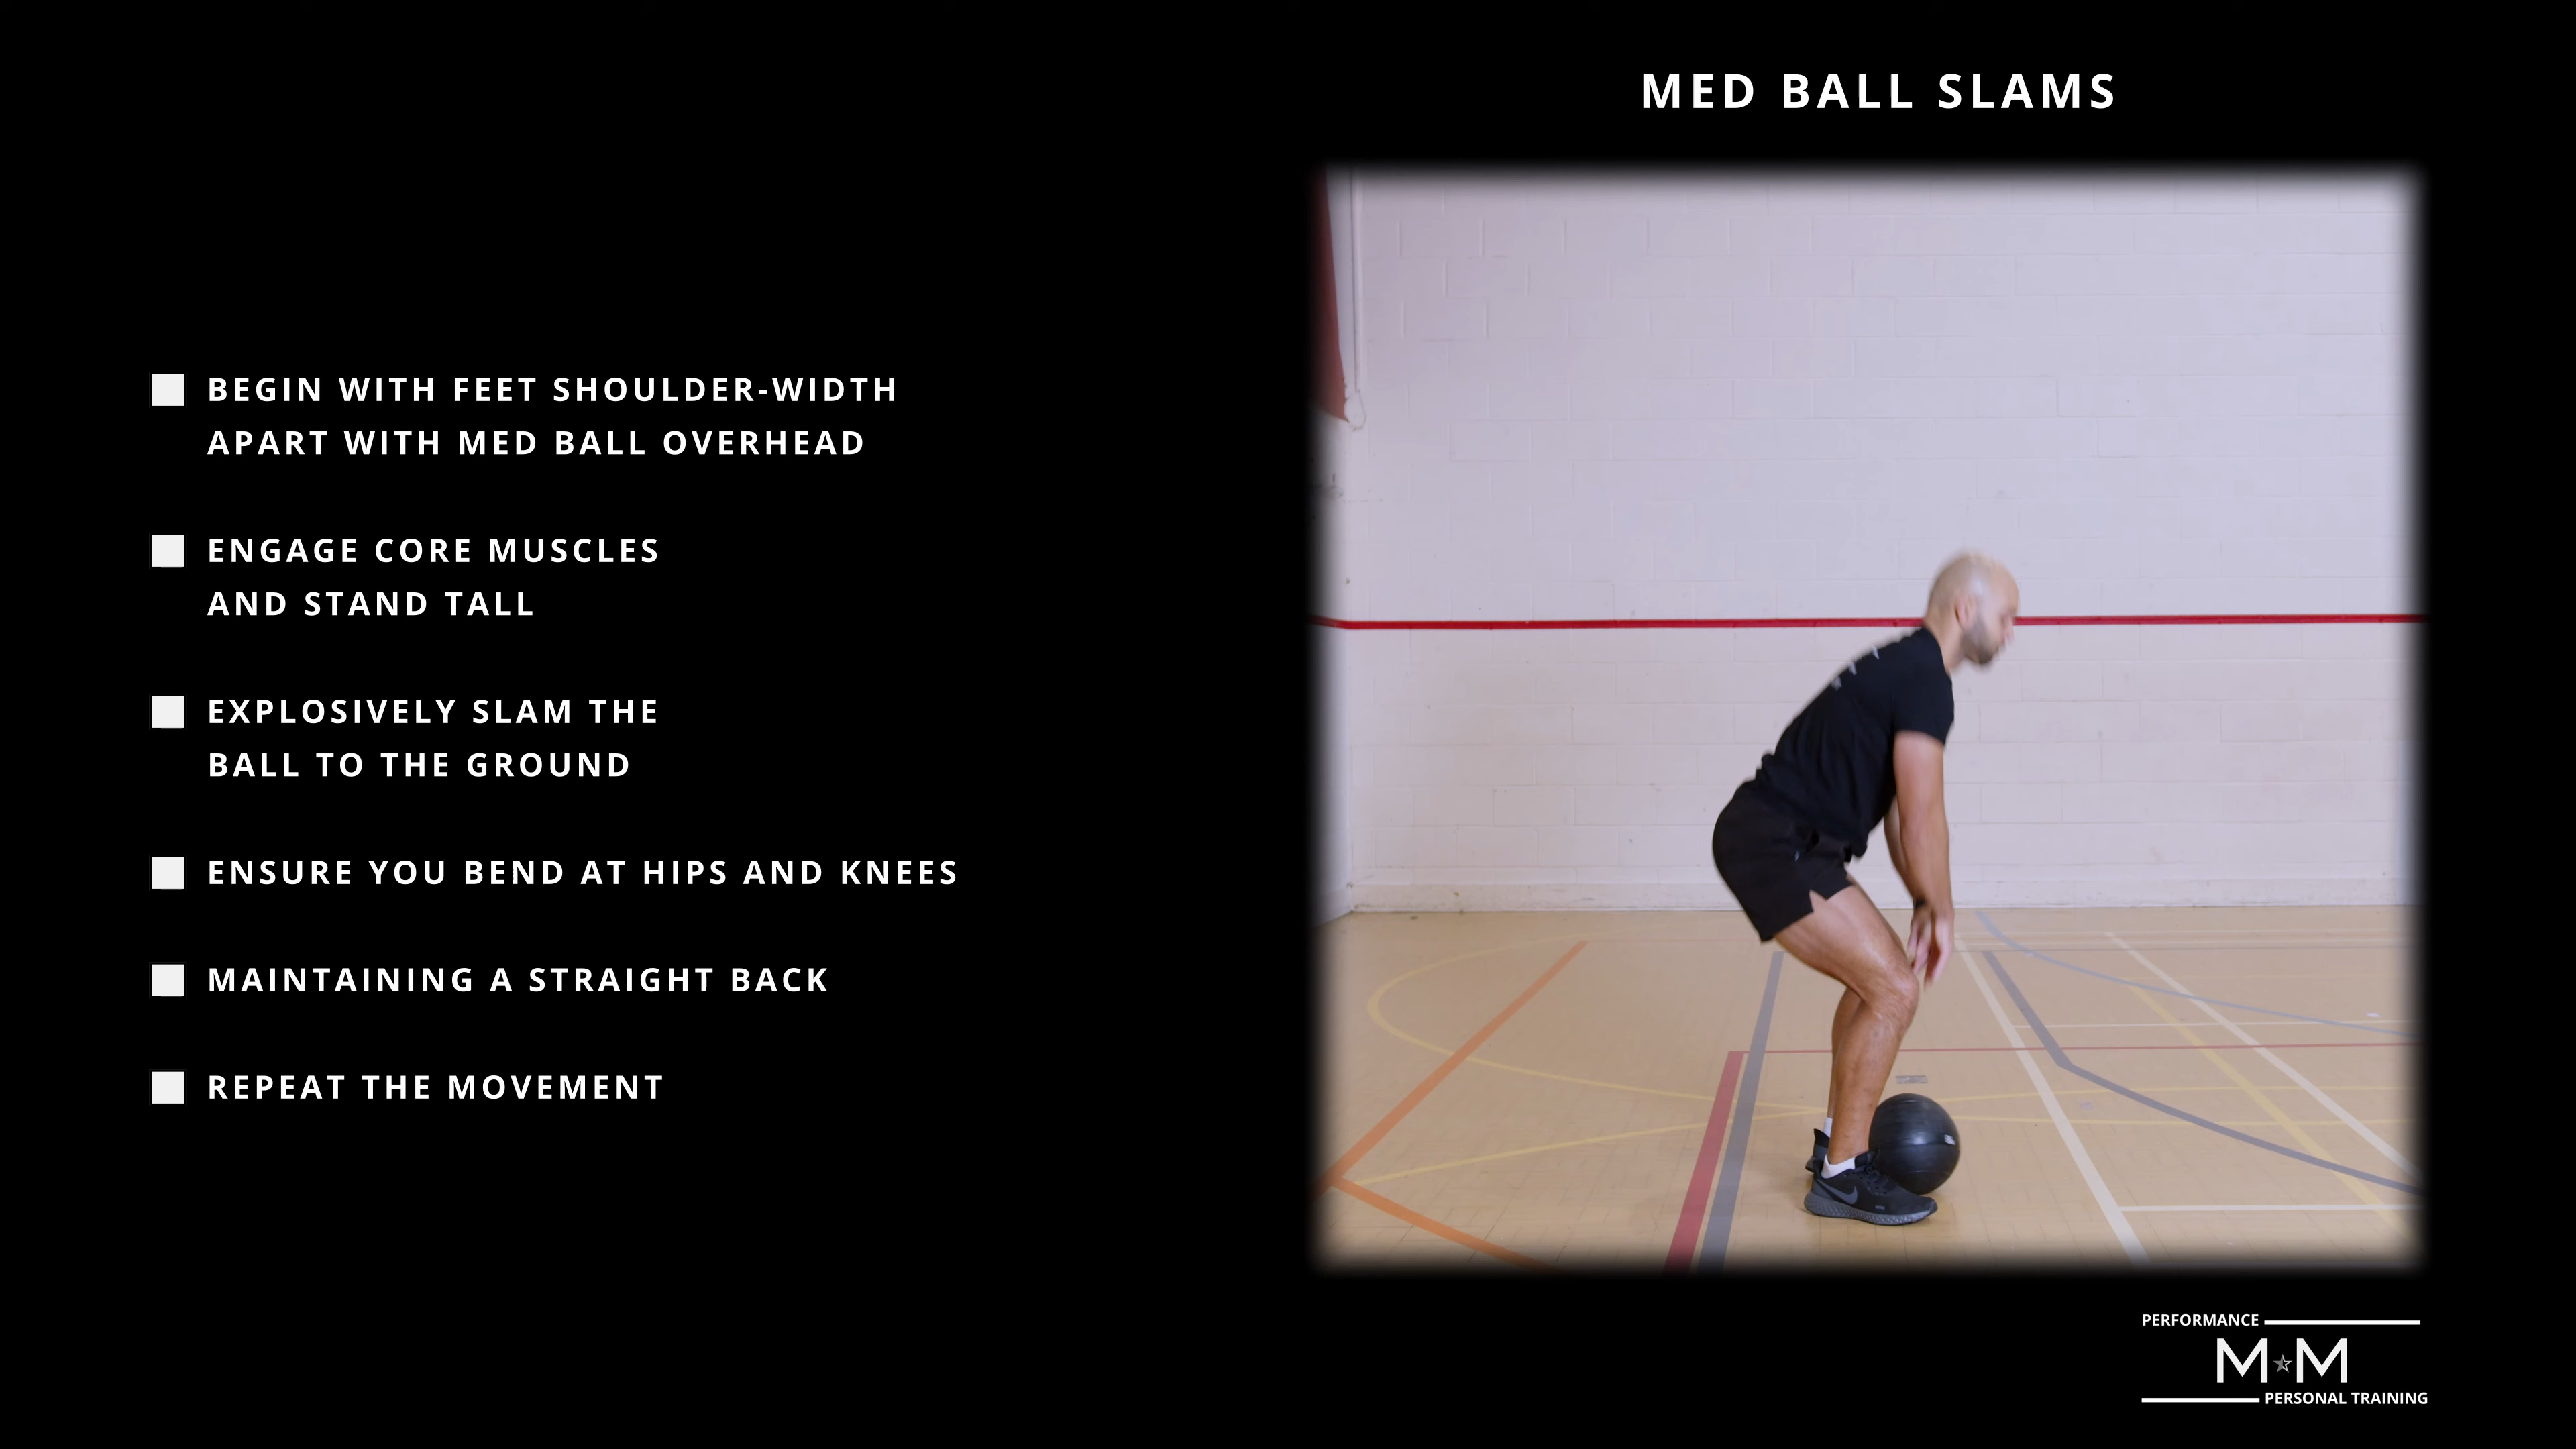 MED BALL SLAMS
BEGIN WITH FEET SHOULDER-WIDTH
APART WITH MED BALL OVERHEAD
ENGAGE CORE MUSCLES
AND STAND TALL
EXPLOSIVELY SLAM THE
BALL TO THE GROUND
ENSURE YOU BEND AT HIPS AND KNEES
MAINTAINING A STRAIGHT BACK
REPEAT THE MOVEMENT
PERFORMANCE
M M
PERSONAL TRAINING